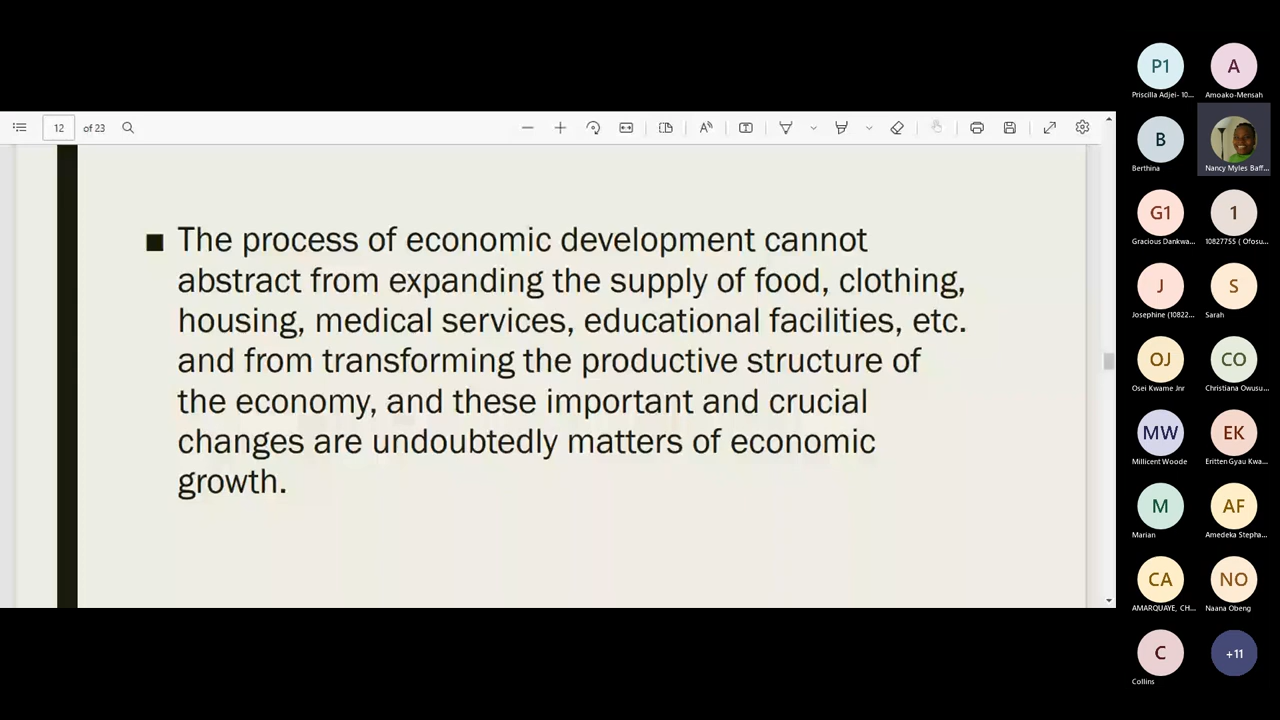 12 of 23
■ The process of economic development cannot
abstract from expanding the supply of food, clothing,
housing, medical services, educational facilities, etc.
and from transforming the productive structure of
the economy, and these important and crucial
changes are undoubtedly matters of economic
growth.
P1 A
Priscilla Adjei- 10... Amoako-Mensah
B
Berthina Nancy Myles Baff...
G1 1
Gracious Dankwa... 10827755 ( Ofosu...
J S
Josephine (10822... Sarah
OJ CO
Osei Kwame Jnr Christiana Owusu...
MW EK
Millicent Woode Eritten Gyau Kwa...
M AF
Marian Amedeka Stepha...
CA NO
AMARQUAYE, CH... Naana Obeng
C +11
Collins